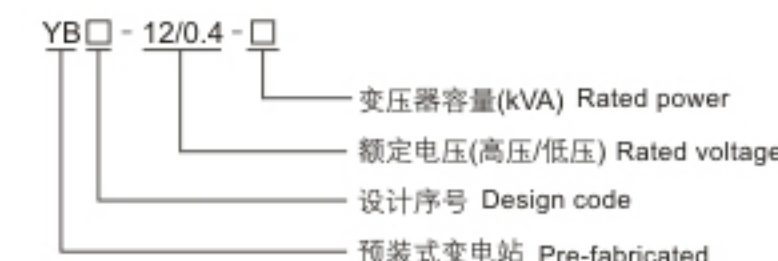 YB□-12/0.4-□
变压器容量(kVA) Rated power
额定电压(高压/低压) Rated voltage
设计序号 Design code
预装式变电站 Pre-fabricated